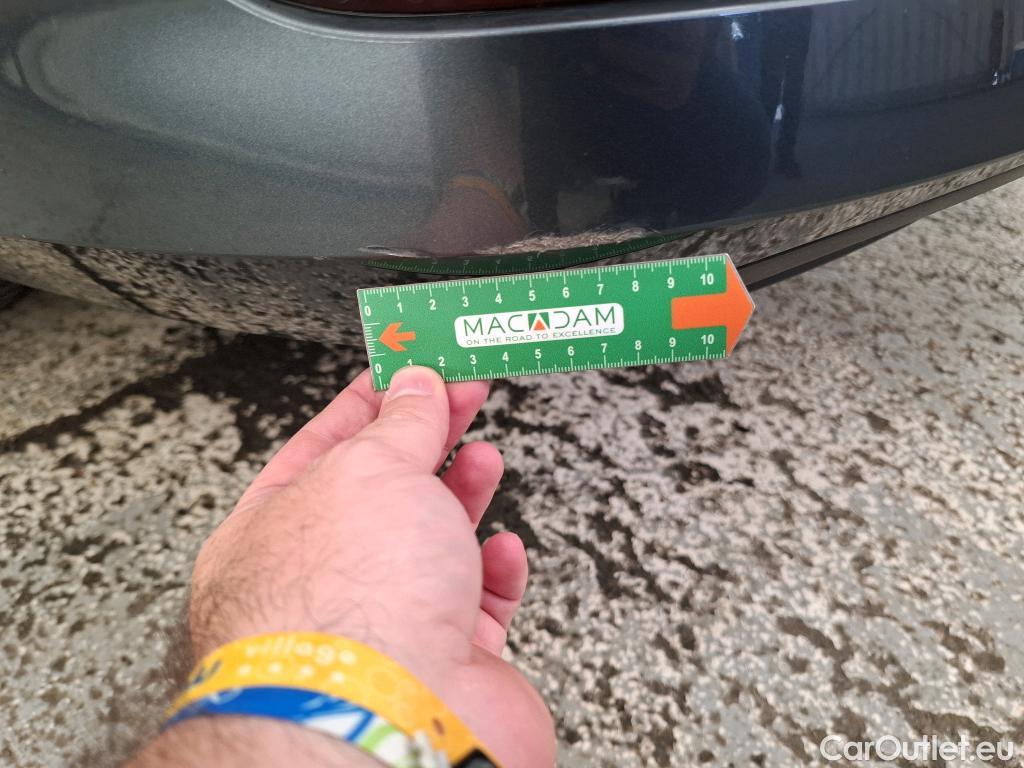 0 1 2 3 4 5 6 7 8 9 10
MACADAM
ON THE ROAD TO EXCELLENCE
0 1 2 3 4 5 6 7 8 9 10
village
CarOutlet.eu